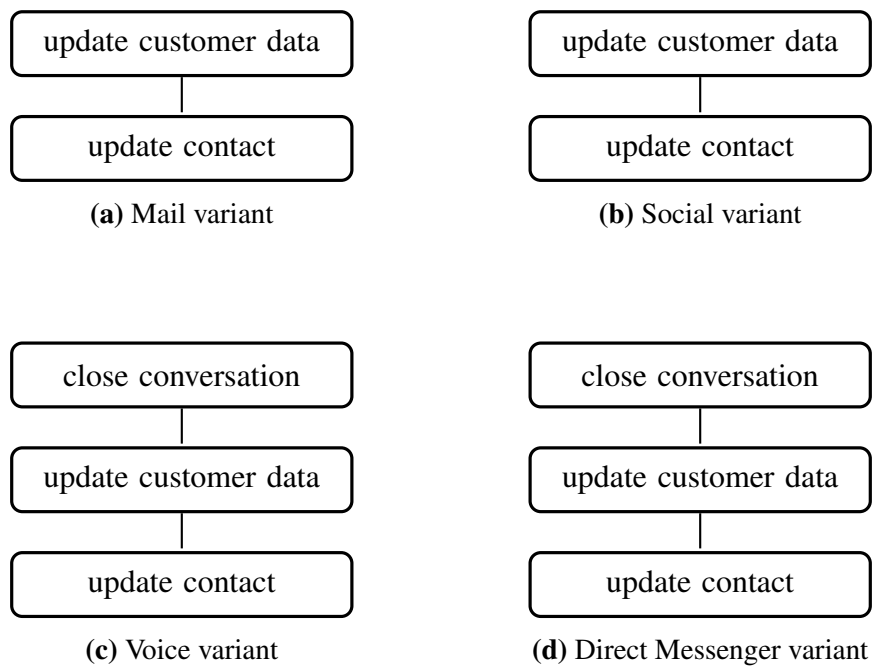 update customer data
update contact
(a) Mail variant
update customer data
update contact
(b) Social variant
close conversation
update customer data
update contact
(c) Voice variant
close conversation
update customer data
update contact
(d) Direct Messenger variant